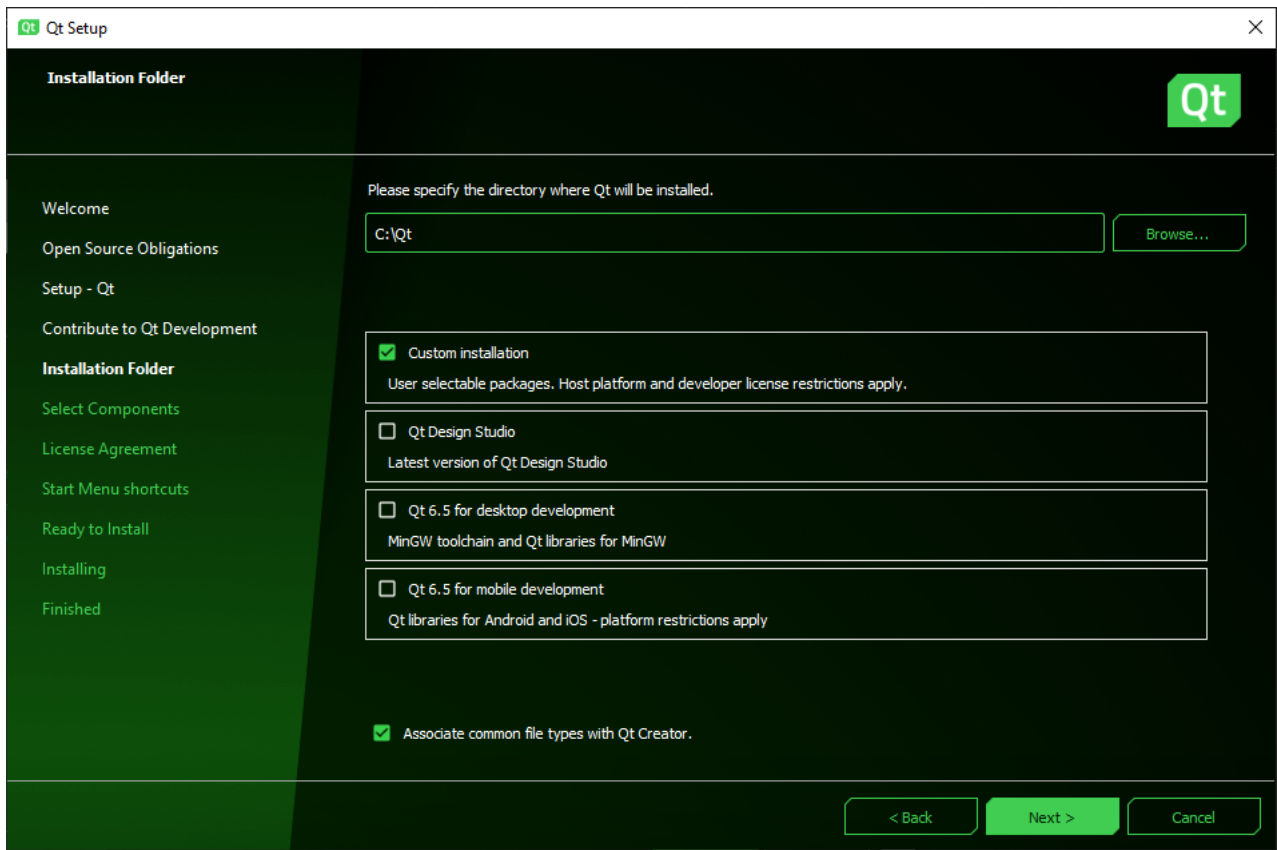 Qt Qt Setup
Installation Folder
Qt
Welcome
Open Source Obligations
Setup - Qt
Contribute to Qt Development
Installation Folder
Select Components
License Agreement
Start Menu shortcuts
Ready to Install
Installing
Finished
Please specify the directory where Qt will be installed.
C:\Qt
Browse...
Custom installation
User selectable packages. Host platform and developer license restrictions apply.
Qt Design Studio
Latest version of Qt Design Studio
Qt 6.5 for desktop development
MinGW toolchain and Qt libraries for MinGW
Qt 6.5 for mobile development
Qt libraries for Android and iOS - platform restrictions apply
Associate common file types with Qt Creator.
< Back
Next >
Cancel